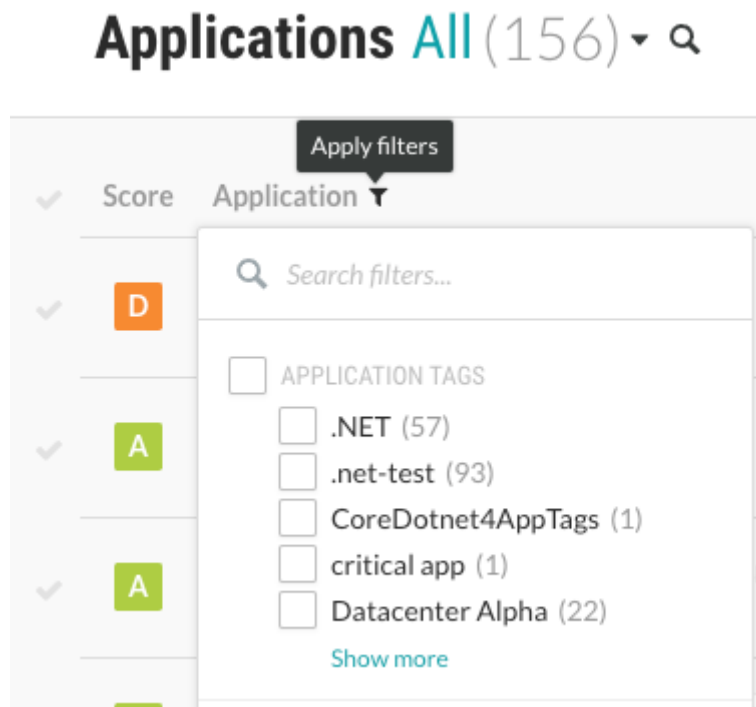 Applications All (156)
Apply filters
Score Application
Search filters...
D
APPLICATION TAGS
.NET (57)
A
.net-test (93)
CoreDotnet4AppTags (1)
critical app (1)
A
Datacenter Alpha (22)
Show more